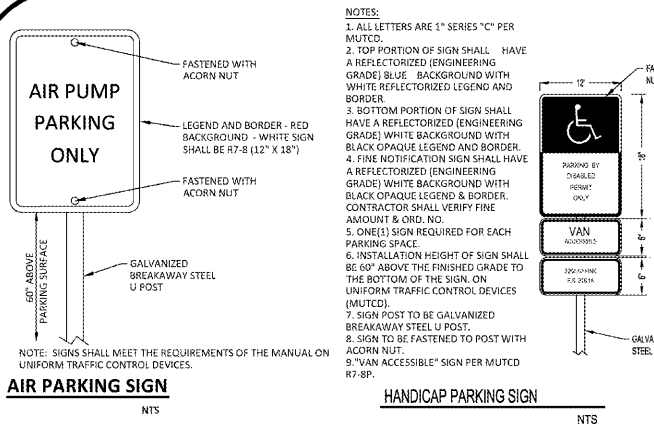 AIR PUMP
PARKING
ONLY
FASTENED WITH
ACORN NUT
LEGEND AND BORDER - RED
BACKGROUND - WHITE SIGN
SHALL BE R7-8 (12" X 18")
FASTENED WITH
ACORN NUT
60" ABOVE
PARKING SURFACE
GALVANIZED
BREAKAWAY STEEL
U POST
NOTE: SIGNS SHALL MEET THE REQUIREMENTS OF THE MANUAL ON
UNIFORM TRAFFIC CONTROL DEVICES.
AIR PARKING SIGN
NTS
NOTES:
1. ALL LETTERS ARE 1" SERIES "C" PER
MUTCD.
2. TOP PORTION OF SIGN SHALL HAVE
A REFLECTORIZED (ENGINEERING
GRADE) BLUE BACKGROUND WITH
WHITE REFLECTORIZED LEGEND AND
BORDER.
3. BOTTOM PORTION OF SIGN SHALL
HAVE A REFLECTORIZED (ENGINEERING
GRADE) WHITE BACKGROUND WITH
BLACK OPAQUE LEGEND AND BORDER.
4. FINE NOTIFICATION SIGN SHALL HAVE
A REFLECTORIZED (ENGINEERING
GRADE) WHITE BACKGROUND WITH
BLACK OPAQUE LEGEND & BORDER.
CONTRACTOR SHALL VERIFY FINE
AMOUNT & ORD. NO.
5. ONE(1) SIGN REQUIRED FOR EACH
PARKING SPACE.
6. INSTALLATION HEIGHT OF SIGN SHALL
BE 60" ABOVE THE FINISHED GRADE TO
THE BOTTOM OF THE SIGN. ON
UNIFORM TRAFFIC CONTROL DEVICES
(MUTCD).
7. SIGN POST TO BE GALVANIZED
BREAKAWAY STEEL U POST.
8. SIGN TO BE FASTENED TO POST WITH
ACORN NUT.
9."VAN ACCESSIBLE" SIGN PER MUTCD
R7-8P.
12"
PARKING BY
DISABLED
PERMIT
ONLY
VAN
ACCESSIBLE
6"
6"
GALVA
STEEL
HANDICAP PARKING SIGN
NTS